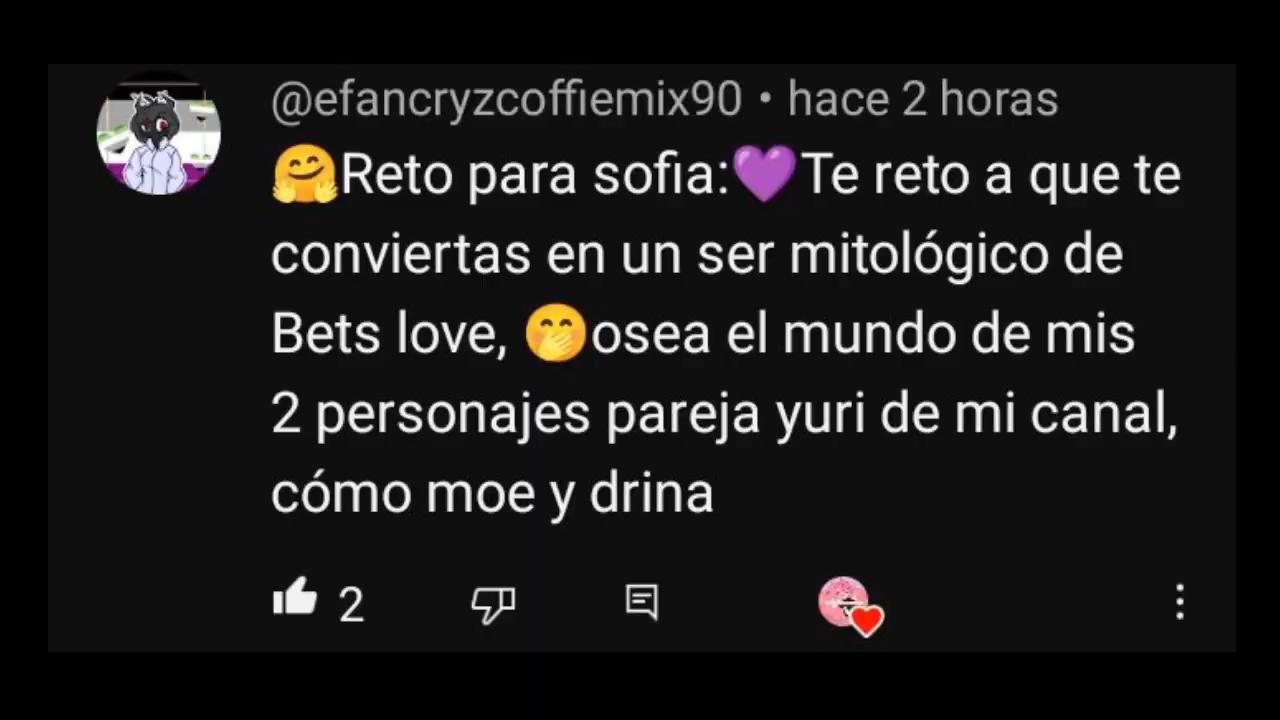 @efancryzcoffiemix90 • hace 2 horas
🤗Reto para sofia:💜Te reto a que te
conviertas en un ser mitológico de
Bets love, 🤭osea el mundo de mis
2 personajes pareja yuri de mi canal,
cómo moe y drina
2